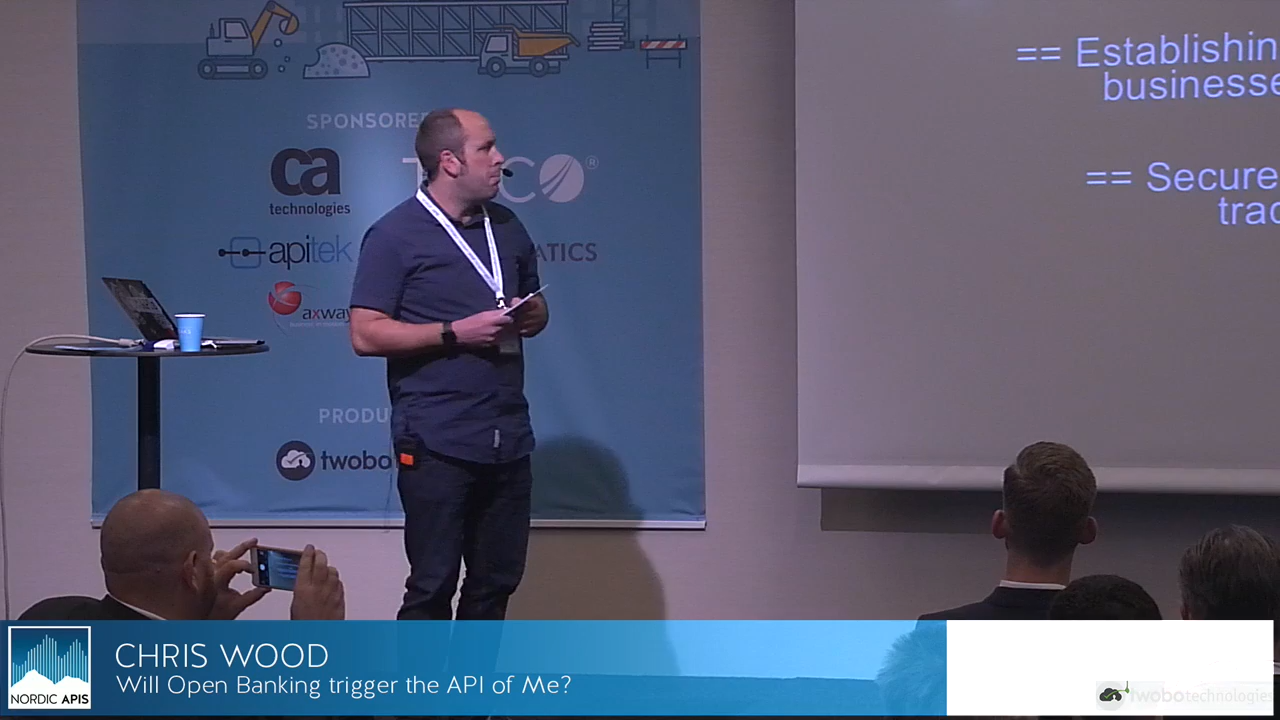 == Establishin
businesse
== Secure
trac
SPONSORE
ca
technologies
T CO®
apitek
ATICS
axway
PRODU
twobo
CHRIS WOOD
Will Open Banking trigger the API of Me?
NORDIC APIS
twobotechnologies